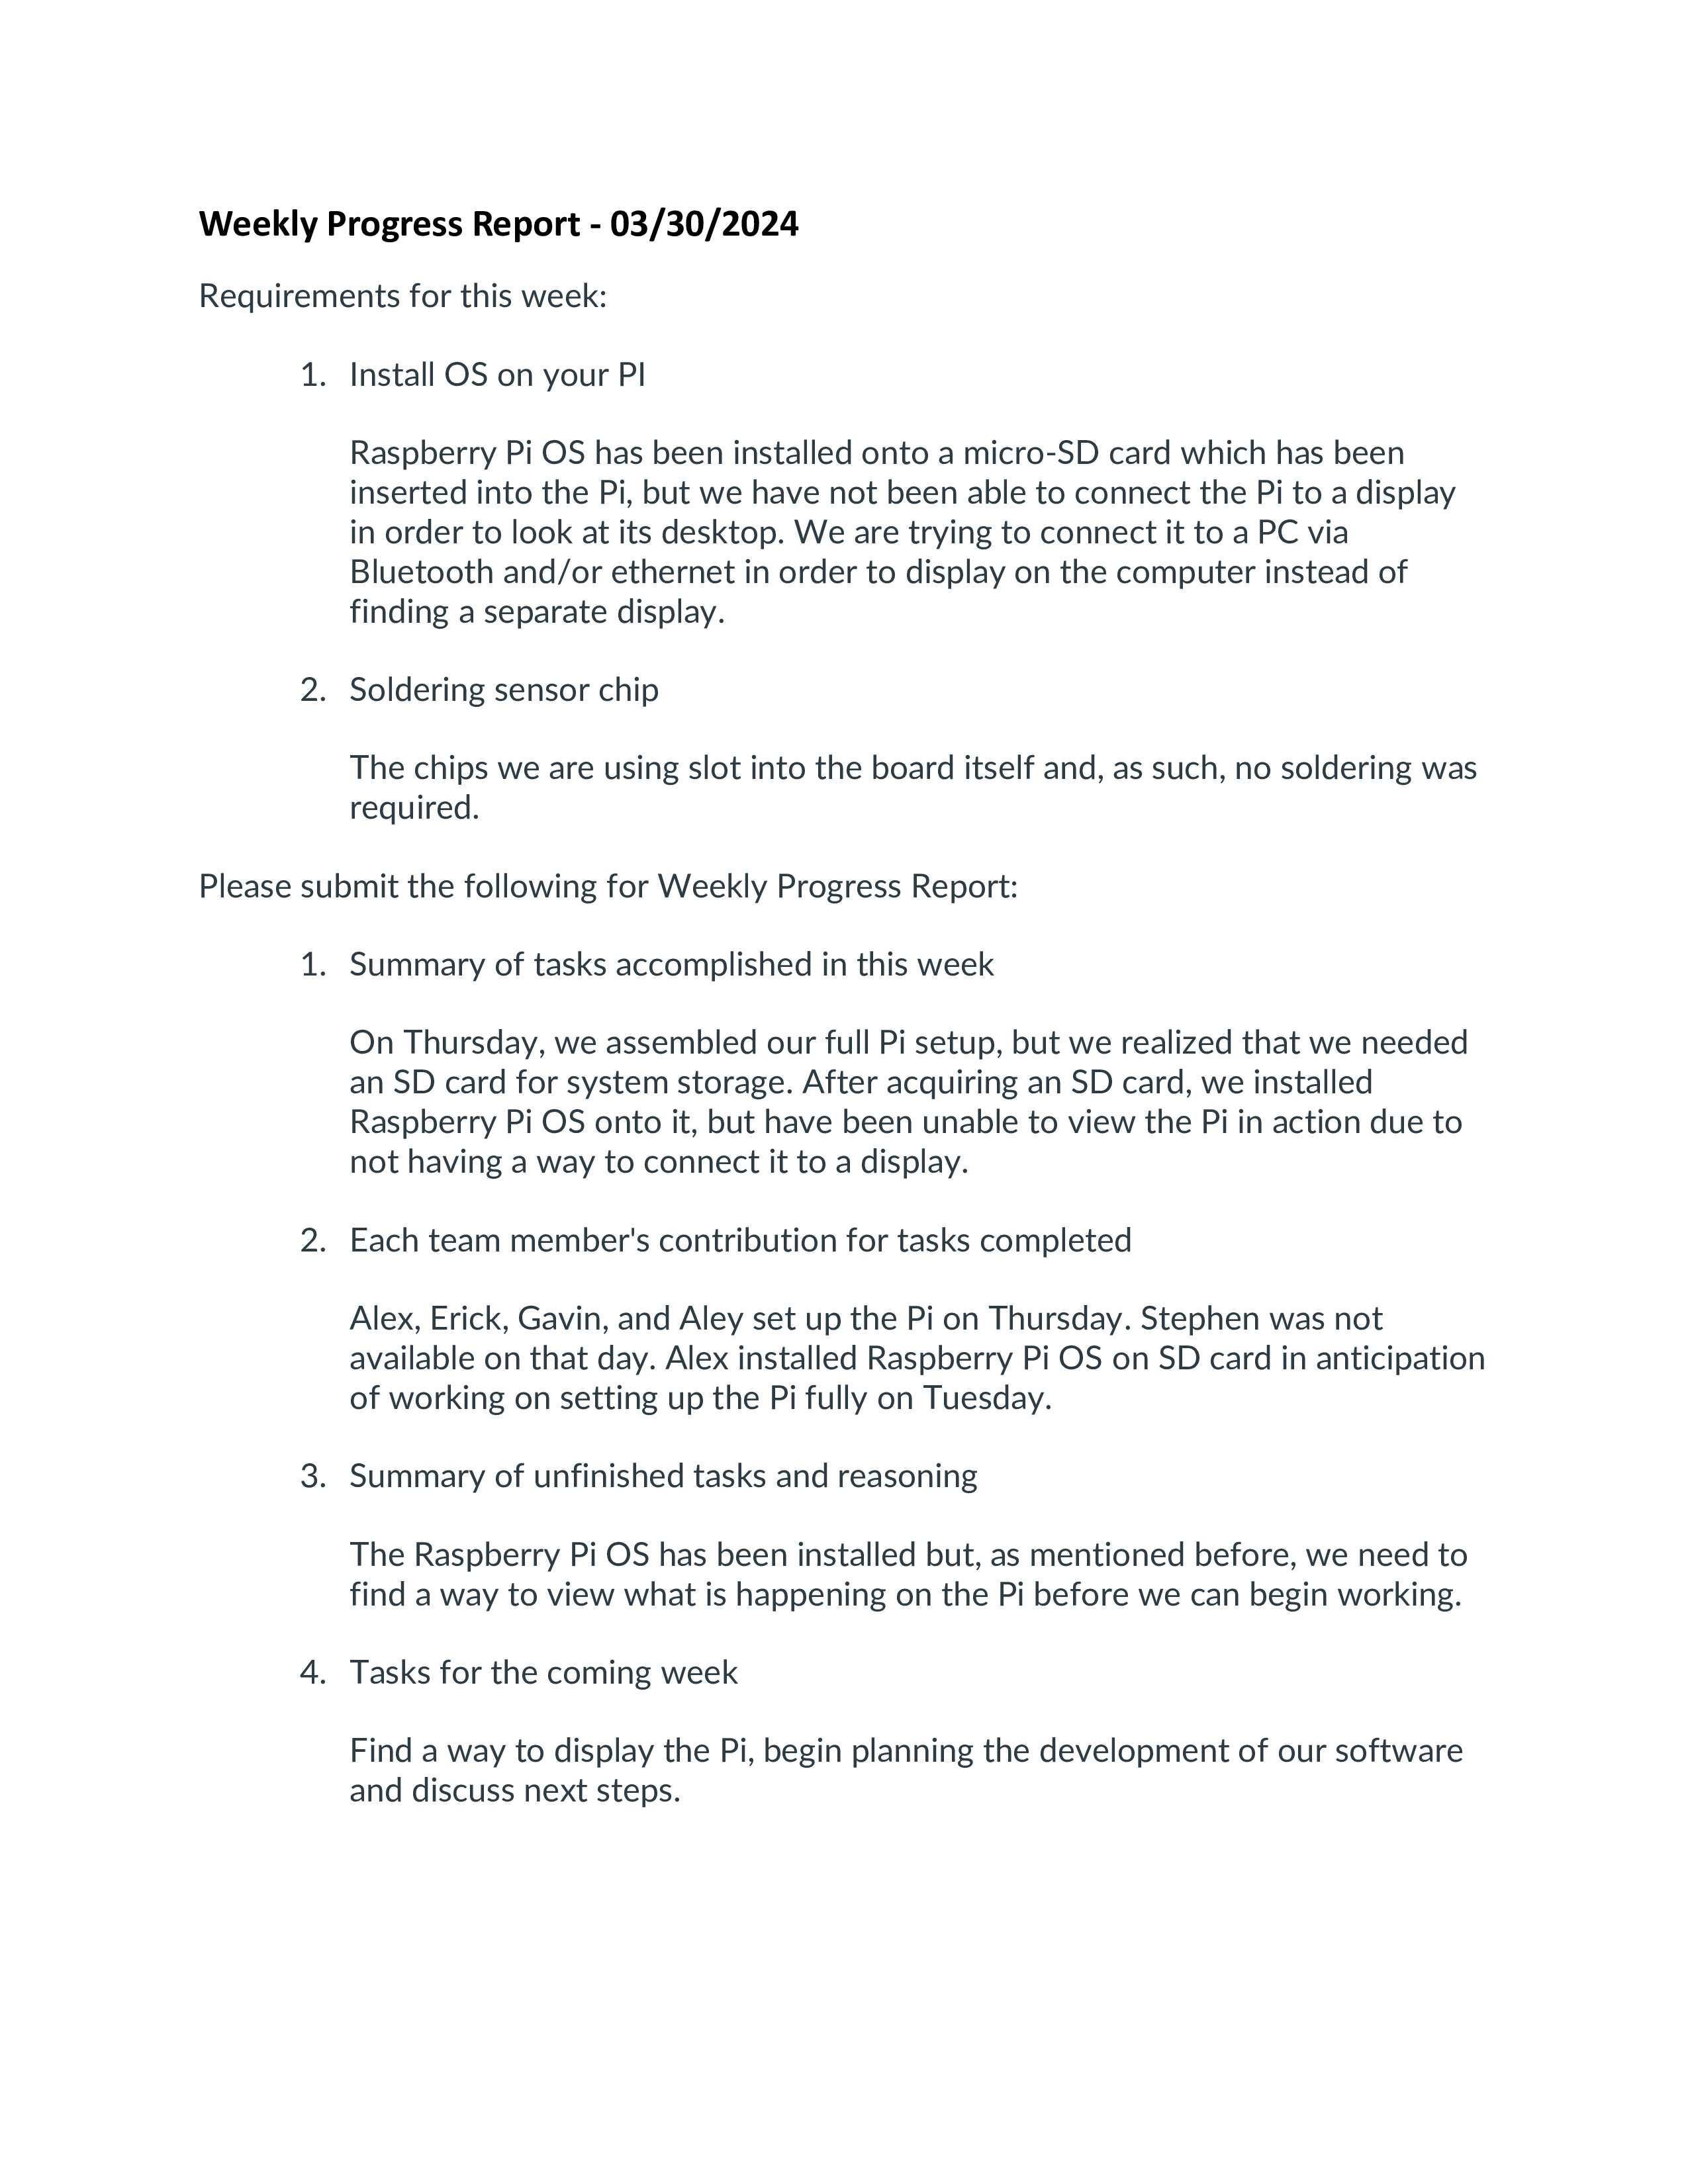 Weekly Progress Report - 03/30/2024
Requirements for this week:
1. Install OS on your PI
Raspberry Pi OS has been installed onto a micro-SD card which has been
inserted into the Pi, but we have not been able to connect the Pi to a display
in order to look at its desktop. We are trying to connect it to a PC via
Bluetooth and/or ethernet in order to display on the computer instead of
finding a separate display.
2. Soldering sensor chip
The chips we are using slot into the board itself and, as such, no soldering was
required.
Please submit the following for Weekly Progress Report:
1. Summary of tasks accomplished in this week
On Thursday, we assembled our full Pi setup, but we realized that we needed
an SD card for system storage. After acquiring an SD card, we installed
Raspberry Pi OS onto it, but have been unable to view the Pi in action due to
not having a way to connect it to a display.
2. Each team member's contribution for tasks completed
Alex, Erick, Gavin, and Aley set up the Pi on Thursday. Stephen was not
available on that day. Alex installed Raspberry Pi OS on SD card in anticipation
of working on setting up the Pi fully on Tuesday.
3. Summary of unfinished tasks and reasoning
The Raspberry Pi OS has been installed but, as mentioned before, we need to
find a way to view what is happening on the Pi before we can begin working.
4. Tasks for the coming week
Find a way to display the Pi, begin planning the development of our software
and discuss next steps.